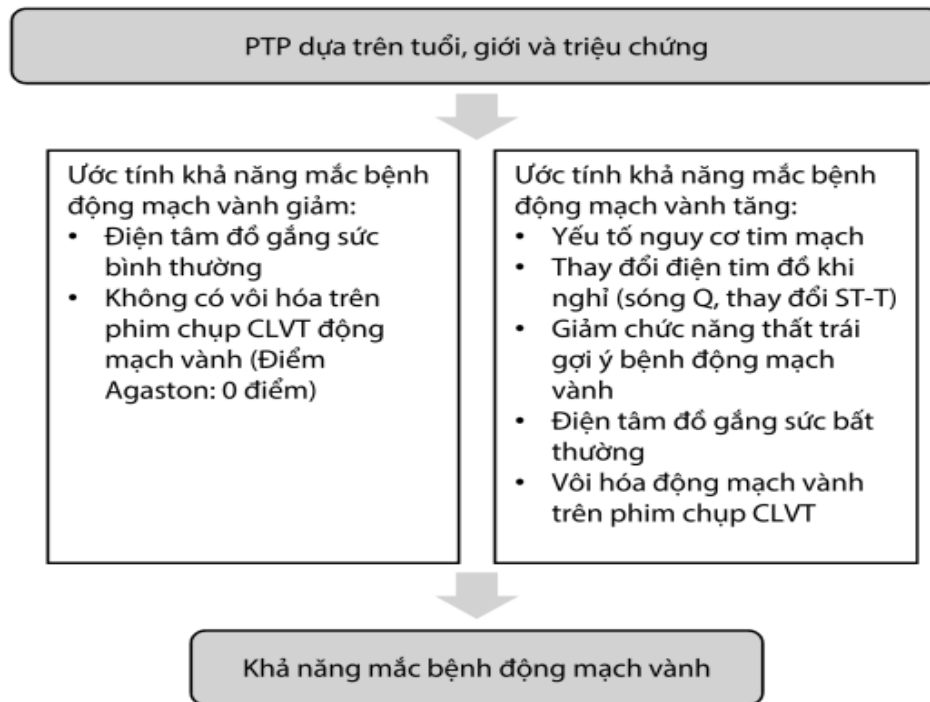 PTP dựa trên tuổi, giới và triệu chứng
Ước tính khả năng mắc bệnh
động mạch vành giảm:
• Điện tâm đồ gắng sức
bình thường
• Không có vôi hóa trên
phim chụp CLVT động
mạch vành (Điểm
Agaston: 0 điểm)
Ước tính khả năng mắc bệnh
động mạch vành tăng:
• Yếu tố nguy cơ tim mạch
• Thay đổi điện tim đồ khi
nghỉ (sóng Q, thay đổi ST-T)
• Giảm chức năng thất trái
gợi ý bệnh động mạch
vành
• Điện tâm đồ gắng sức bất
thường
• Vôi hóa động mạch vành
trên phim chụp CLVT
Khả năng mắc bệnh động mạch vành